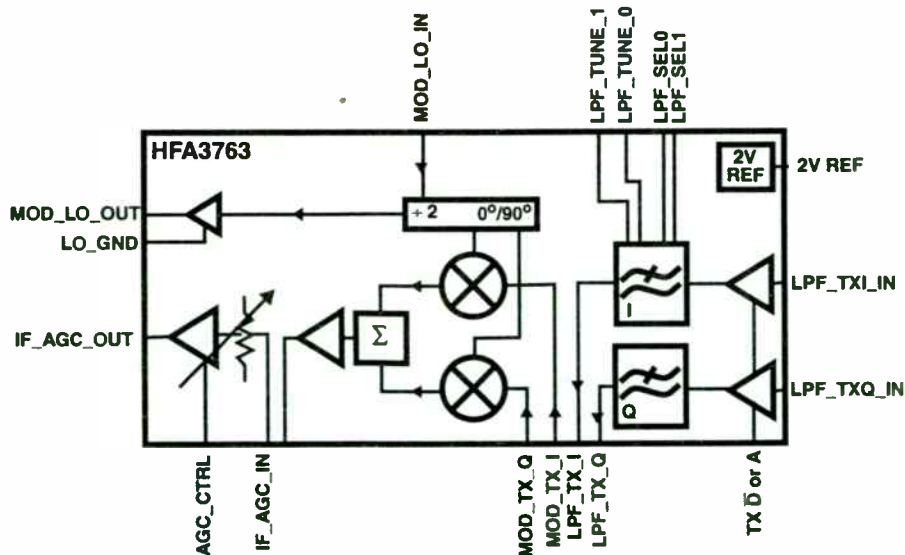 MOD_LO_IN
LPF_TUNE_1
LPF_TUNE_0
LPF_SEL0
LPF_SEL1
HFA3763
2V
REF
2V REF
MOD_LO_OUT
÷ 2 0°/90°
LO_GND
LPF_TXI_IN
I
IF_AGC_OUT
Σ
Q
LPF_TXQ_IN
AGC_CTRL
IF_AGC_IN
MOD_TX_Q
MOD_TX_I
LPF_TX_I
LPF_TX_Q
TX D̅ or A